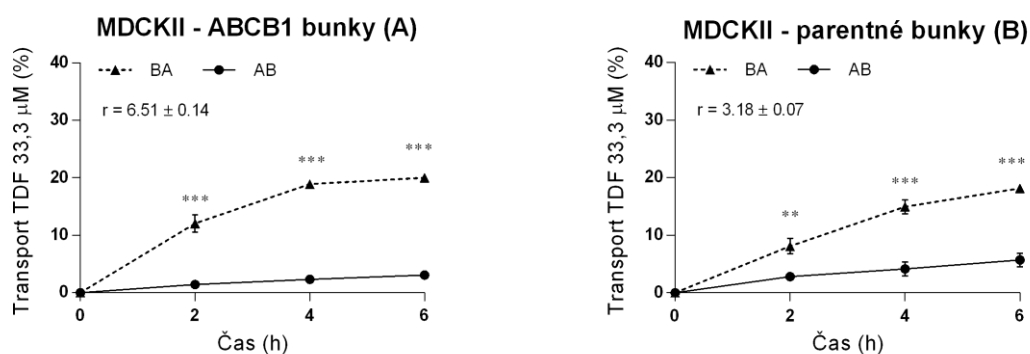 MDCKII - ABCB1 bunky (A)
Transport TDF 33,3 µM (%)
40
30
20
10
0
BA
AB
r = 6.51 ± 0.14
***
***
***
0
2
4
6
Čas (h)
MDCKII - parentné bunky (B)
Transport TDF 33,3 µM (%)
40
30
20
10
0
BA
AB
r = 3.18 ± 0.07
**
***
***
0
2
4
6
Čas (h)